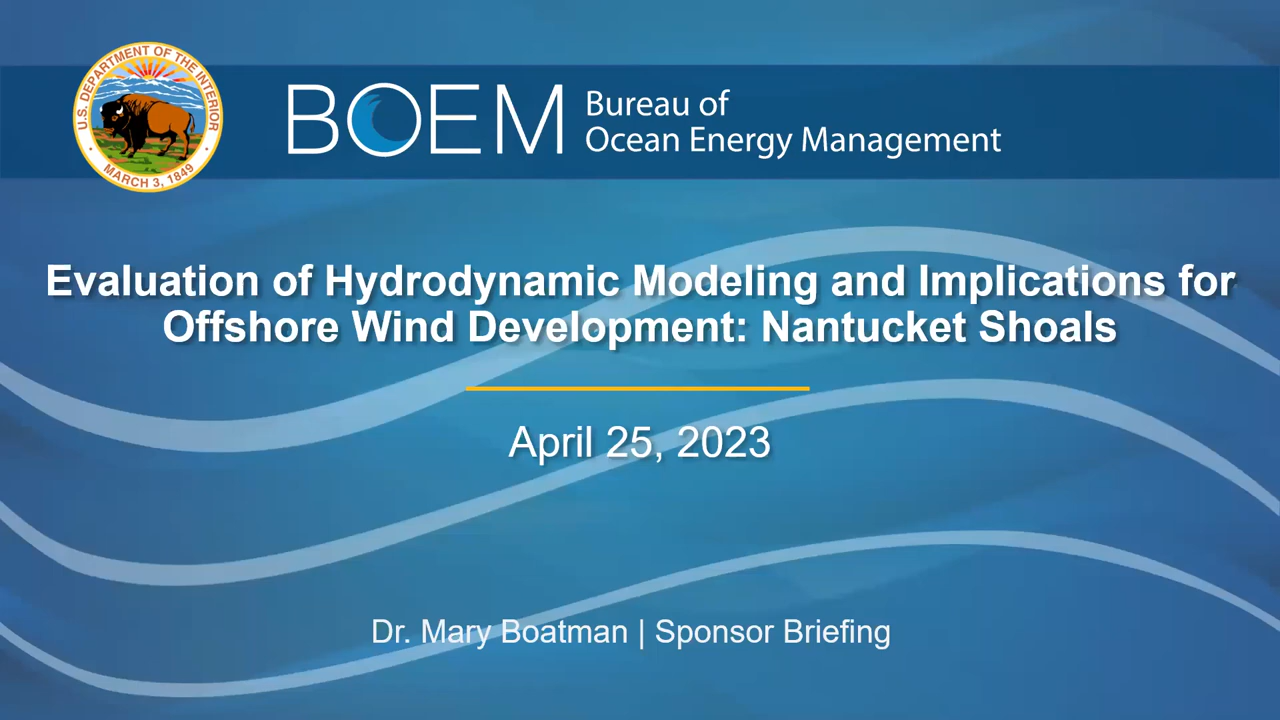 U.S. DEPARTMENT OF THE INTERIOR
MARCH 3, 1849
BOEM
Bureau of
Ocean Energy Management
Evaluation of Hydrodynamic Modeling and Implications for
Offshore Wind Development: Nantucket Shoals
April 25, 2023
Dr. Mary Boatman | Sponsor Briefing